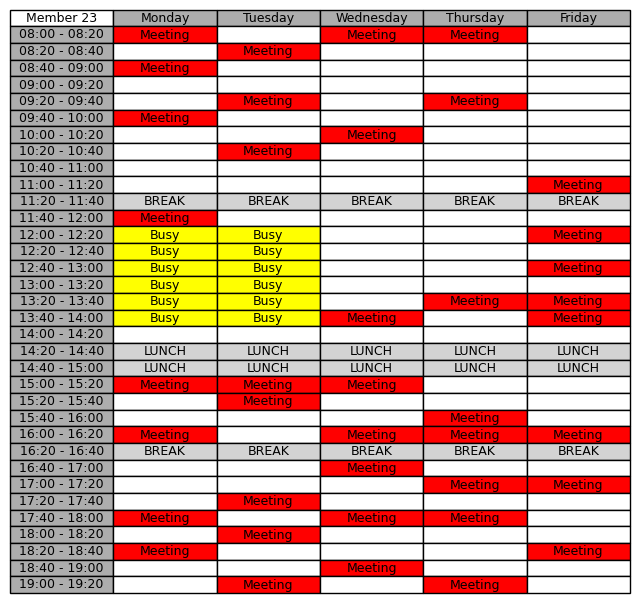 Member 23 Monday Tuesday Wednesday Thursday Friday
08:00 - 08:20 Meeting Meeting Meeting
08:20 - 08:40 Meeting
08:40 - 09:00 Meeting
09:00 - 09:20
09:20 - 09:40 Meeting Meeting
09:40 - 10:00 Meeting
10:00 - 10:20 Meeting
10:20 - 10:40 Meeting
10:40 - 11:00
11:00 - 11:20 Meeting
11:20 - 11:40 BREAK BREAK BREAK BREAK BREAK
11:40 - 12:00 Meeting
12:00 - 12:20 Busy Busy Meeting
12:20 - 12:40 Busy Busy
12:40 - 13:00 Busy Busy Meeting
13:00 - 13:20 Busy Busy
13:20 - 13:40 Busy Busy Meeting Meeting
13:40 - 14:00 Busy Busy Meeting Meeting
14:00 - 14:20
14:20 - 14:40 LUNCH LUNCH LUNCH LUNCH LUNCH
14:40 - 15:00 LUNCH LUNCH LUNCH LUNCH LUNCH
15:00 - 15:20 Meeting Meeting Meeting
15:20 - 15:40 Meeting
15:40 - 16:00 Meeting
16:00 - 16:20 Meeting Meeting Meeting Meeting
16:20 - 16:40 BREAK BREAK BREAK BREAK BREAK
16:40 - 17:00 Meeting
17:00 - 17:20 Meeting Meeting
17:20 - 17:40 Meeting
17:40 - 18:00 Meeting Meeting Meeting
18:00 - 18:20 Meeting
18:20 - 18:40 Meeting Meeting
18:40 - 19:00 Meeting
19:00 - 19:20 Meeting Meeting